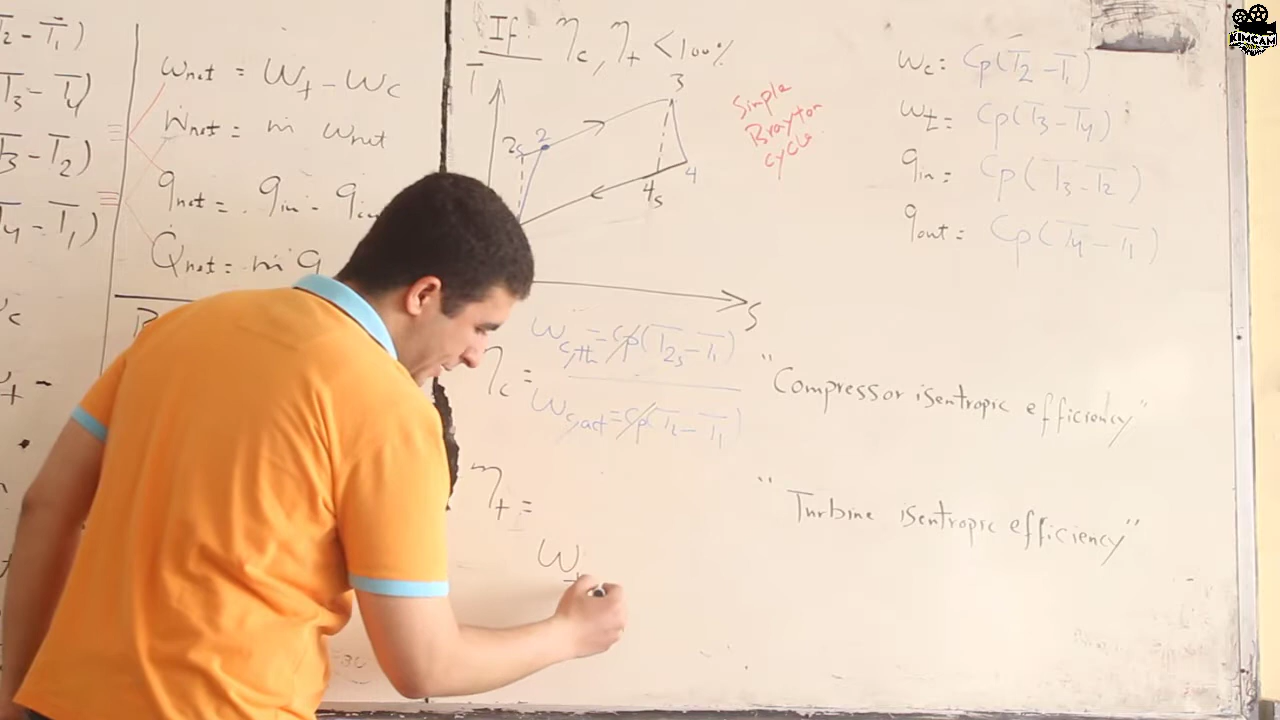 T2 - T1)
T3 - T4)
T3 - T2)
T4 - T1)
wnet = Wt - Wc
Ẇnet = ṁ wnet
qnet = qin -
Q̇net = ṁ q
If ηc, ηt < 100%
T
3
2s
2
4
4s
S
Simple
Brayton
cycle
wc = Cp(T2 - T1)
wt = Cp(T3 - T4)
qin = Cp(T3 - T2)
qout = Cp(T4 - T1)
ηc = Wc,th = Cp(T2s - T1)
Wc,act = Cp(T2 - T1)
"Compressor isentropic efficiency"
ηt =
"Turbine isentropic efficiency"
Wt
KIMCAM